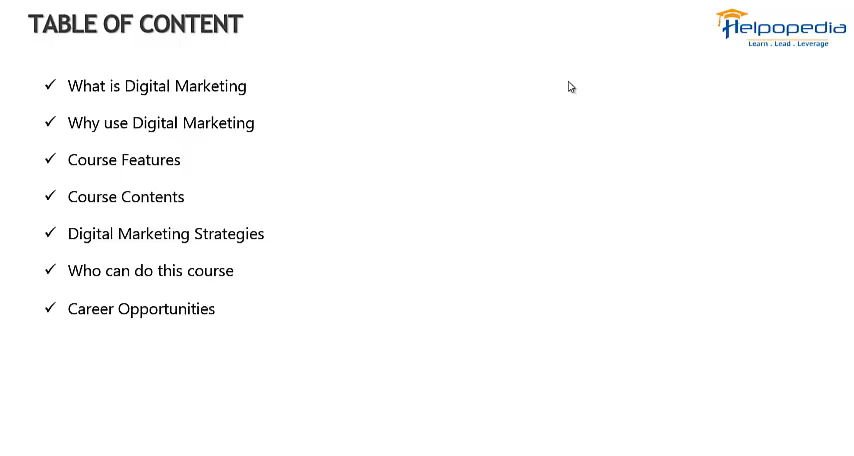 TABLE OF CONTENT
Helpopedia
Learn . Lead . Leverage
What is Digital Marketing
Why use Digital Marketing
Course Features
Course Contents
Digital Marketing Strategies
Who can do this course
Career Opportunities